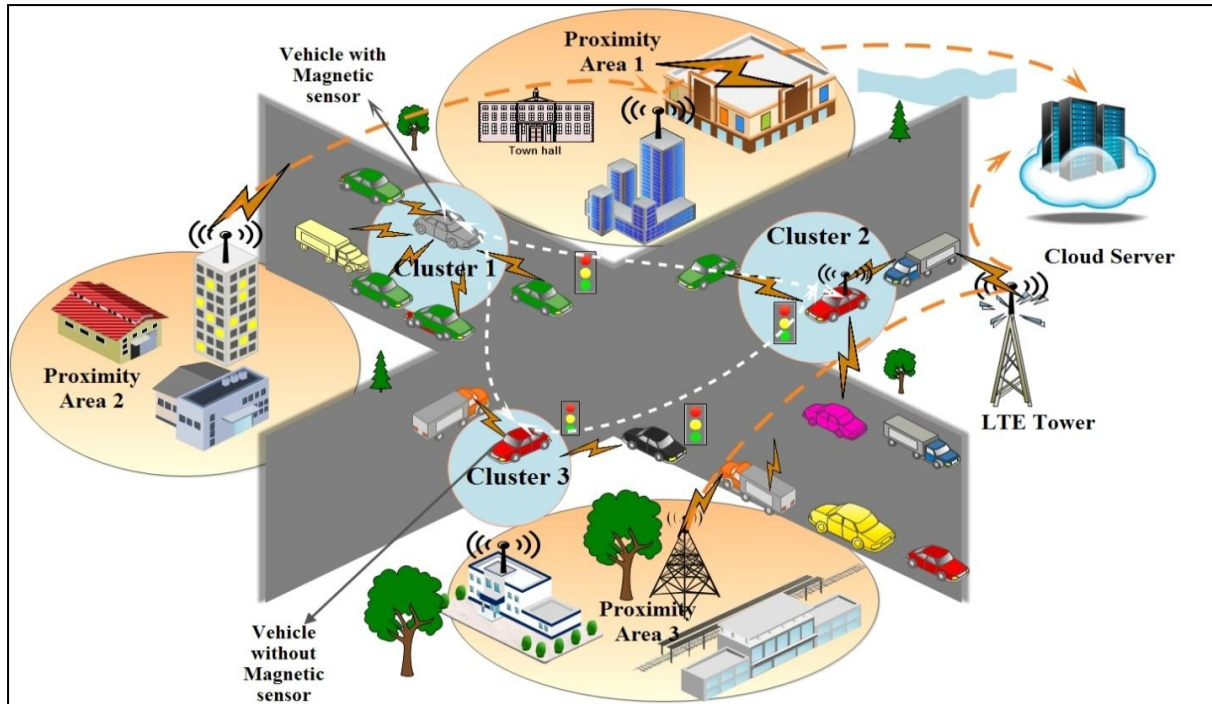 Vehicle with
Magnetic
sensor
Proximity
Area 1
Town hall
Cluster 1
Cluster 2
Cloud Server
Proximity
Area 2
LTE Tower
Cluster 3
Proximity
Area 3
Vehicle
without
Magnetic
sensor